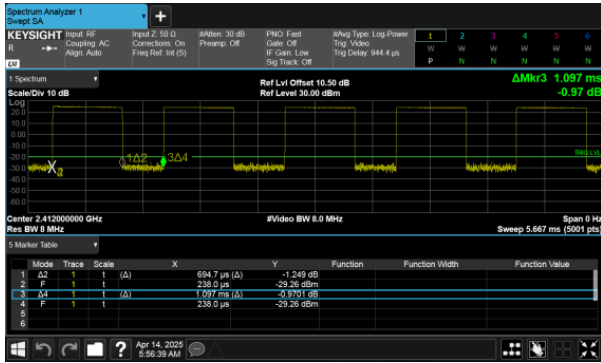 Spectrum Analyzer 1
Swept SA
+
KEYSIGHT
R
Input: RF
Coupling: AC
Align: Auto
Input Z: 50 Ω
Corrections: On
Freq Ref: Int (S)
#Atten: 30 dB
Preamp: Off
PNO: Fast
Gate: Off
IF Gain: Low
Sig Track: Off
#Avg Type: Log-Power
Trig: Video
Trig Delay: 944.4 µs
1 2 3 4 5 6
W W W W W W
P N N N N N
LXI
1 Spectrum
Scale/Div 10 dB
Ref Lvl Offset 10.50 dB
Ref Level 30.00 dBm
ΔMkr3 1.097 ms
-0.97 dB
Log
20.0
10.0
0.00
-10.0
-20.0
-30.0
-40.0
-50.0
-60.0
TRIG LVL
X2
1Δ2
3Δ4
Center 2.412000000 GHz
Res BW 8 MHz
#Video BW 8.0 MHz
Span 0 Hz
Sweep 5.667 ms (5001 pts)
5 Marker Table
Mode Trace Scale X Y Function Function Width Function Value
1 Δ2 1 t (Δ) 694.7 µs (Δ) -1.249 dB
2 F 1 t 238.0 µs -29.26 dBm
3 Δ4 1 t (Δ) 1.097 ms (Δ) -0.9701 dB
4 F 1 t 238.0 µs -29.26 dBm
5
6
?
Apr 14, 2025
5:56:39 AM